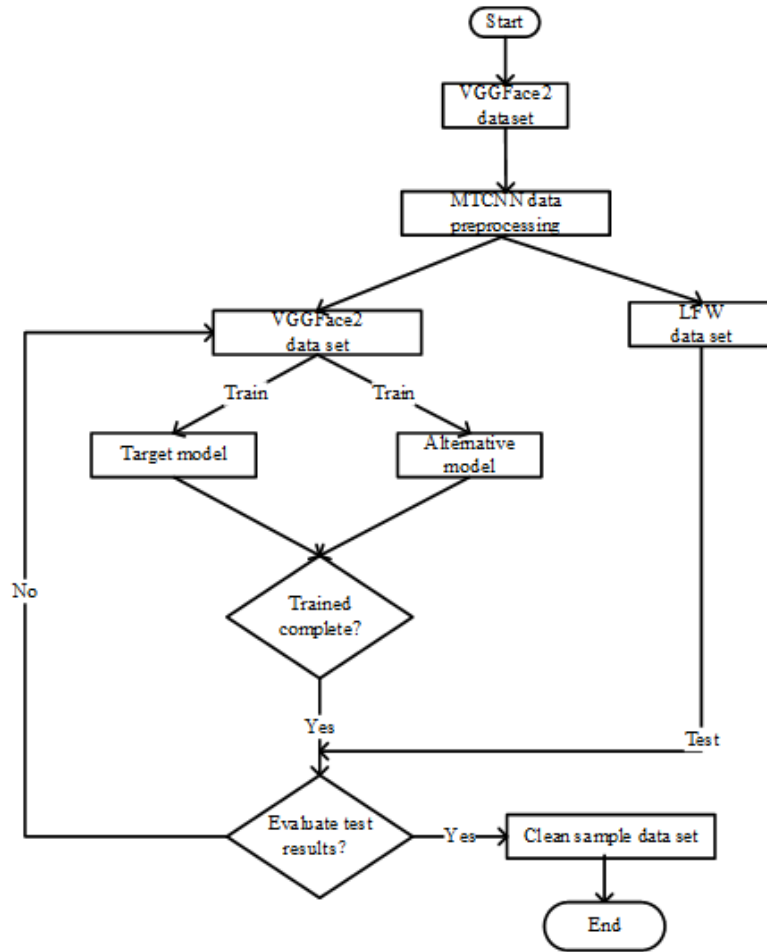 Start
VGGFace2
dataset
MTCNN data
preprocessing
VGGFace2
data set
LFW
data set
Train
Train
Target model
Alternative
model
No
Trained
complete?
Yes
Test
Evaluate test
results?
Yes
Clean sample data set
End